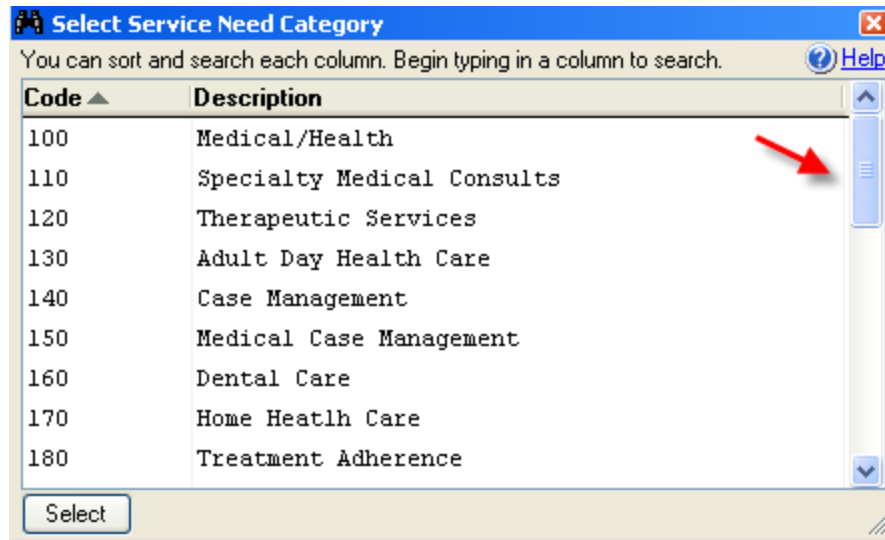 Select Service Need Category
You can sort and search each column. Begin typing in a column to search. Help
Code Description
100 Medical/Health
110 Specialty Medical Consults
120 Therapeutic Services
130 Adult Day Health Care
140 Case Management
150 Medical Case Management
160 Dental Care
170 Home Heatlh Care
180 Treatment Adherence
Select